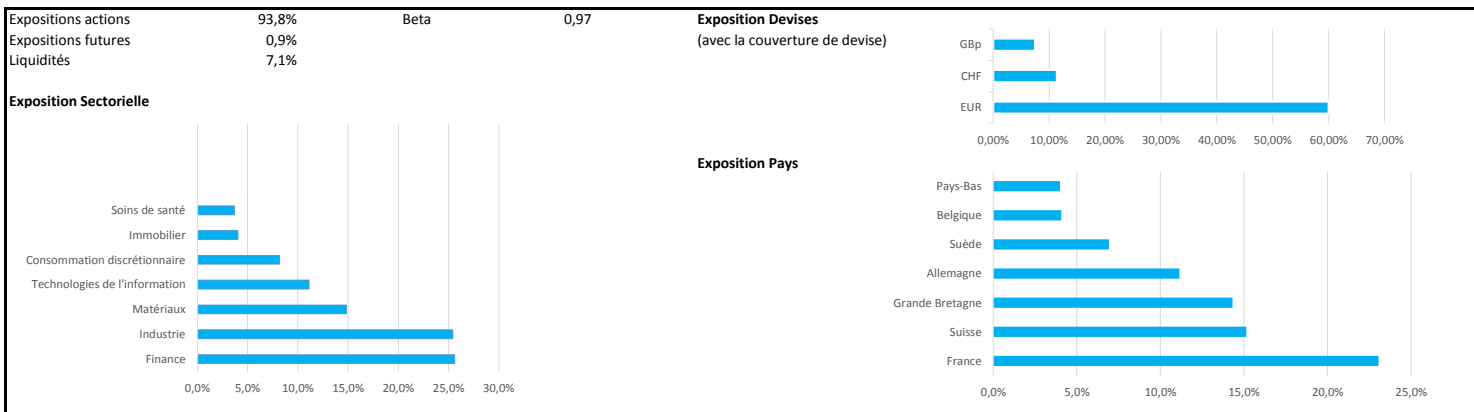 Expositions actions 93,8% Beta 0,97
Expositions futures 0,9%
Liquidités 7,1%
Exposition Sectorielle
Soins de santé
Immobilier
Consommation discrétionnaire
Technologies de l'information
Matériaux
Industrie
Finance
0,0% 5,0% 10,0% 15,0% 20,0% 25,0% 30,0%
Exposition Devises
(avec la couverture de devise)
GBp
CHF
EUR
0,00% 10,00% 20,00% 30,00% 40,00% 50,00% 60,00% 70,00%
Exposition Pays
Pays-Bas
Belgique
Suède
Allemagne
Grande Bretagne
Suisse
France
0,0% 5,0% 10,0% 15,0% 20,0% 25,0%